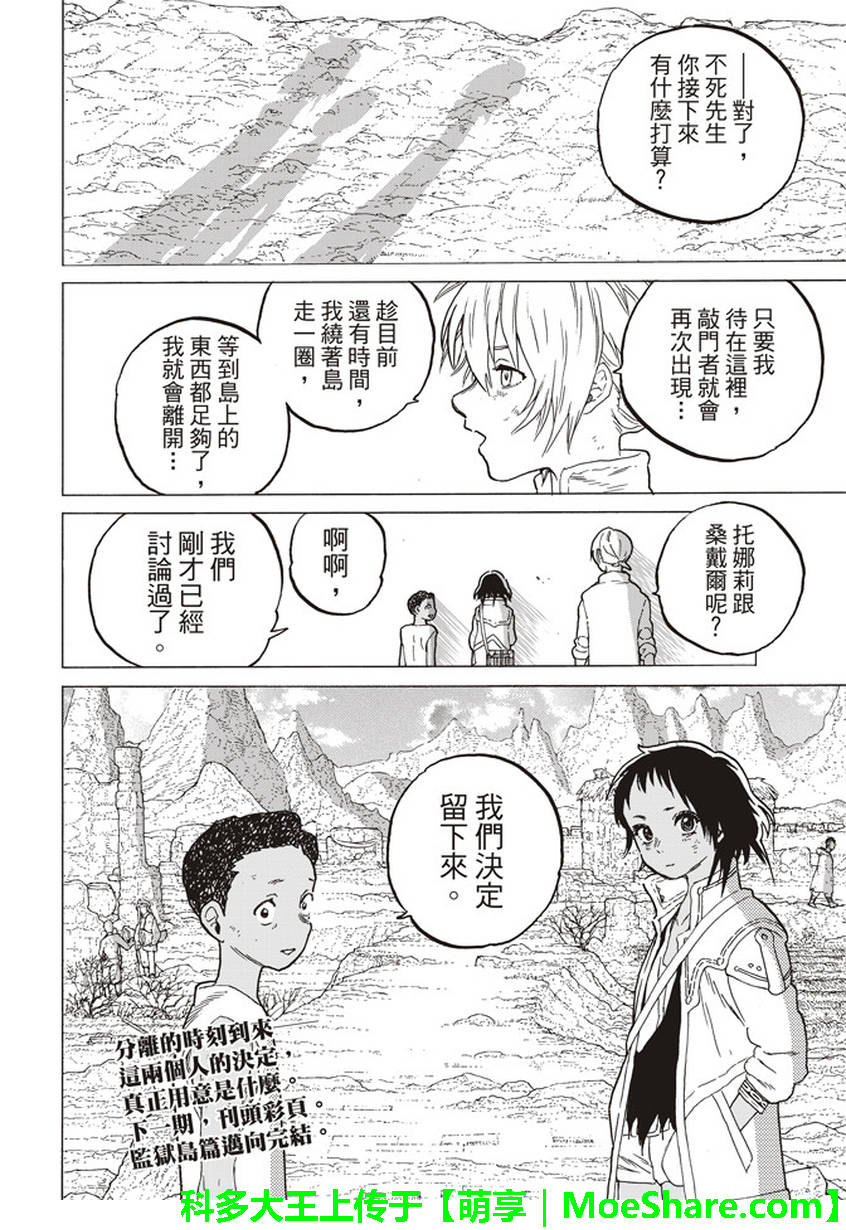 ——對了，
不死先生
你接下來
有什麼打算？
只要我
待在這裡，
敲門者就會
再次出現…
趁目前
還有時間，
我繞著島
走一圈，
等到島上的
東西都足夠了，
我就會離開…
托娜莉跟
桑戴爾呢？
啊啊，
我們
剛才已經
討論過了。
我們決定
留下來。
分離的時刻到來
這兩個人的決定，
真正用意是什麼。
下一期，刊頭彩頁。
監獄島篇邁向完結。
科多大王上传于【萌享｜MoeShare.com】